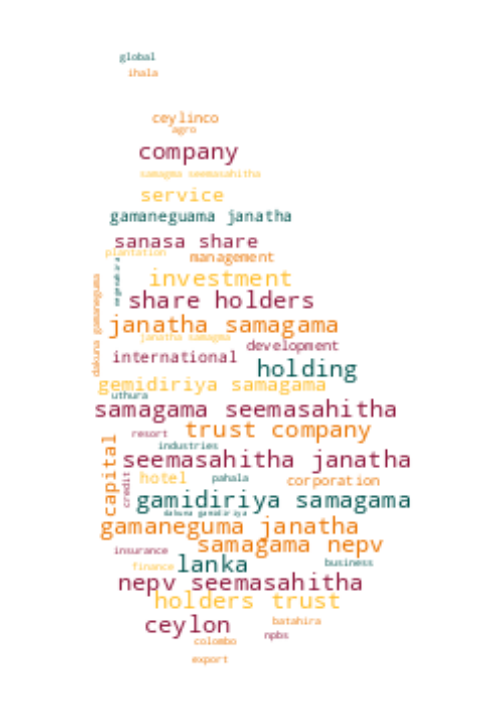 global
ihala
ceylinco
agro
company
samagma seemasahitha
service
gamaneguama janatha
sanasa share
plantation
management
investment
dakuna gamaneguma
share holders
janatha samagama
janatha samagma
development
international
holding
gemidiriya samagama
uthura
samagama seemasahitha
trust company
resort
industries
capital
seemasahitha janatha
credit
hotel
pahala
corporation
gamidiriya samagama
dakuna gamidiriya
gamaneguma janatha
samagama nepv
insurance
lanka
business
finance
nepv seemasahitha
holders trust
ceylon
batahira
npbs
colombo
export